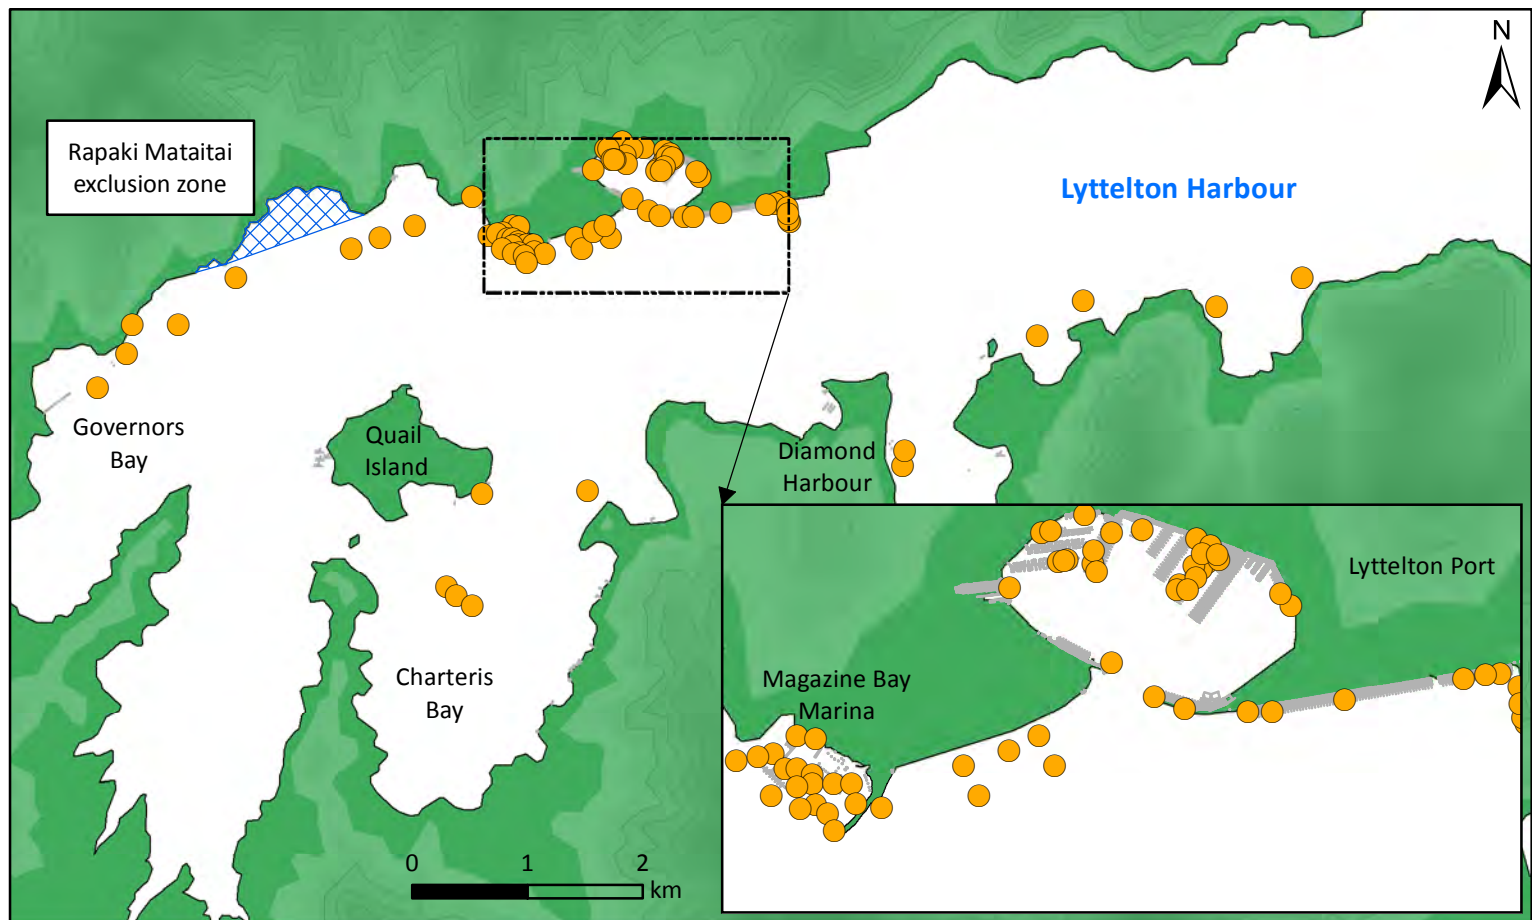 N
Rapaki Mataitai
exclusion zone
Lyttelton Harbour
Governors
Bay
Quail
Island
Diamond
Harbour
Lyttelton Port
Charteris
Bay
Magazine Bay
Marina
0 1 2
km